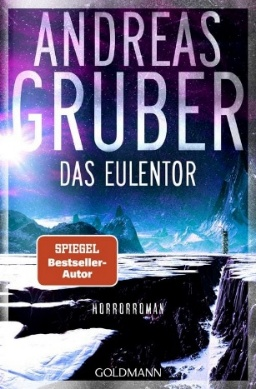 ANDREAS
GRUBER
DAS EULENTOR
SPIEGEL
Bestseller-
Autor
HORRORROMAN
GOLDMANN